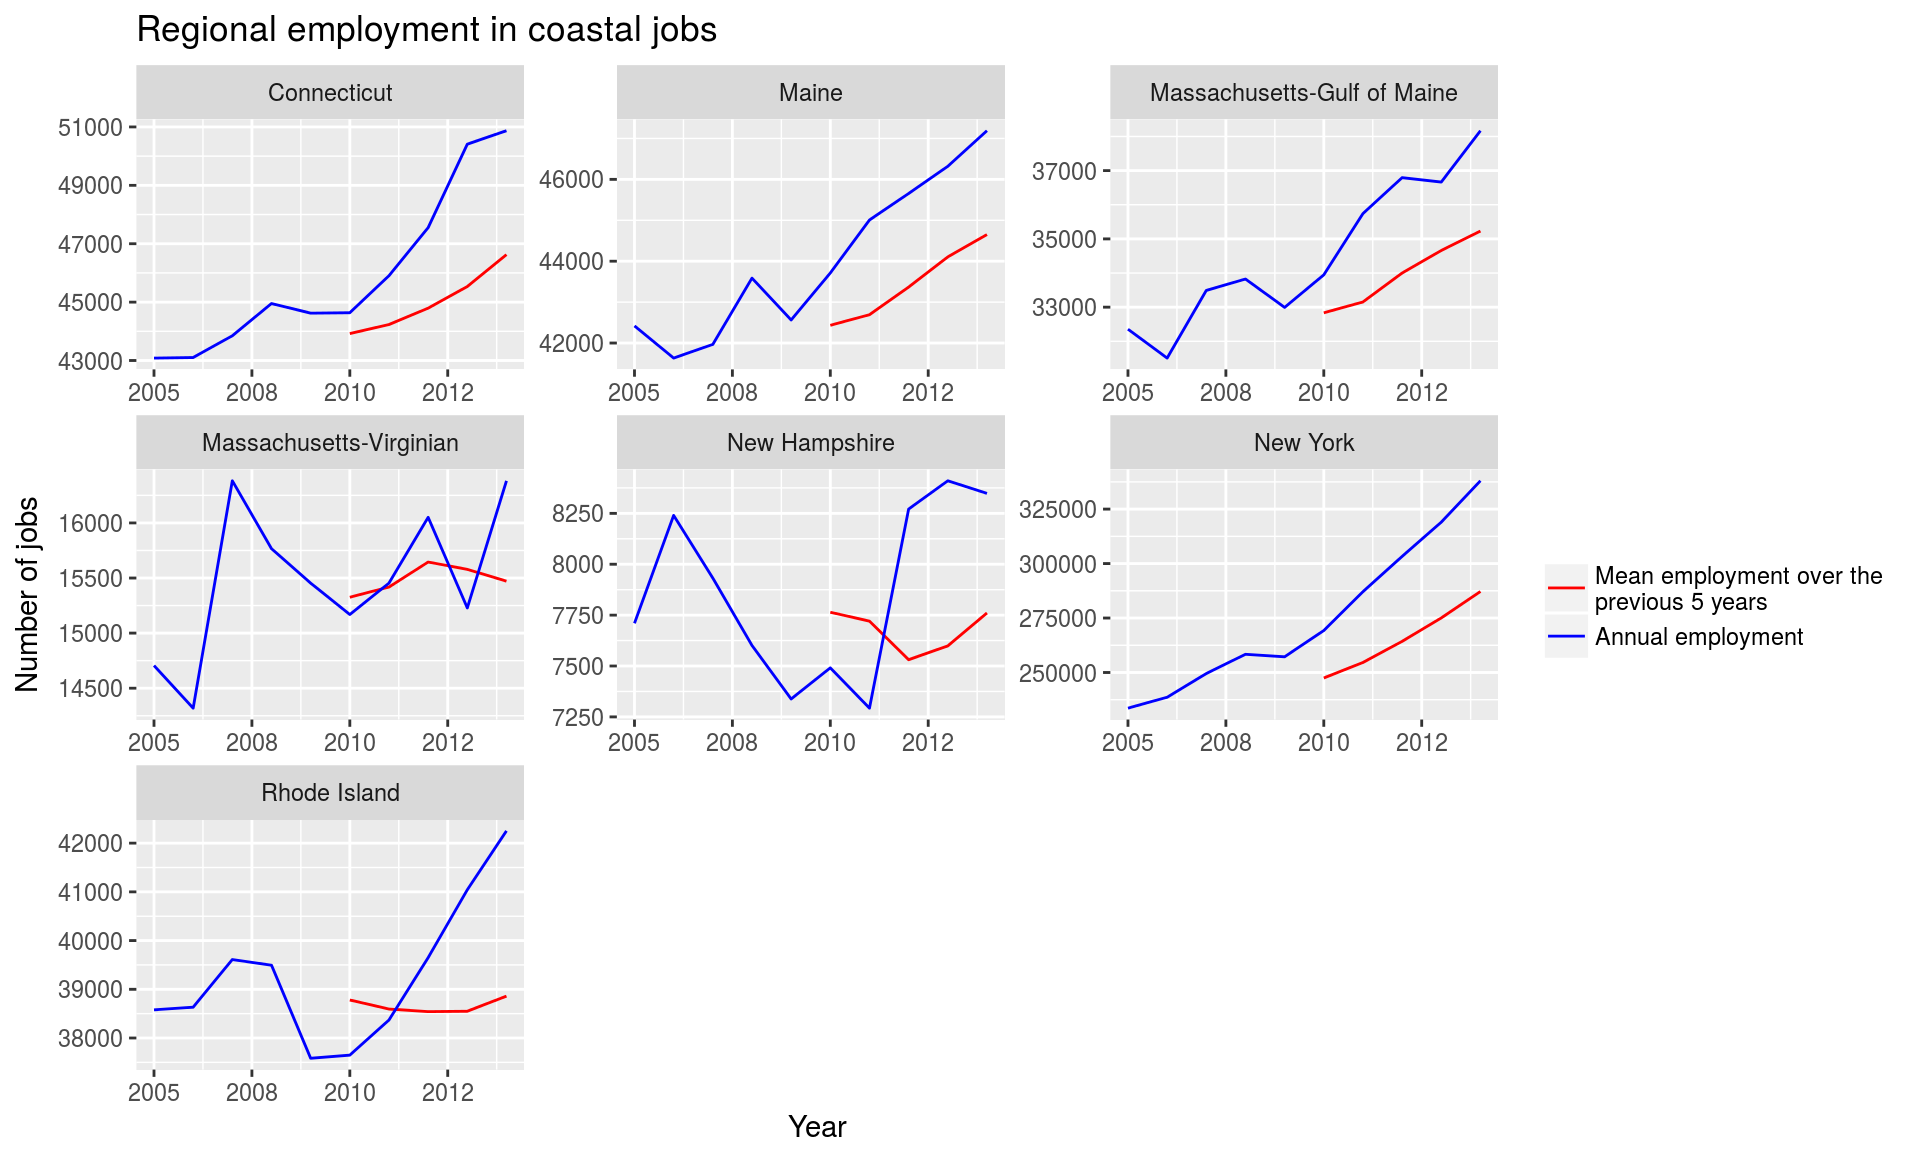 Regional employment in coastal jobs
Connecticut
Maine
Massachusetts-Gulf of Maine
51000
49000
47000
45000
43000
46000
44000
42000
37000
35000
33000
2005 2008 2010 2012
2005 2008 2010 2012
2005 2008 2010 2012
Massachusetts-Virginian
New Hampshire
New York
16000
15500
15000
14500
8250
8000
7750
7500
7250
325000
300000
275000
250000
2005 2008 2010 2012
2005 2008 2010 2012
2005 2008 2010 2012
Rhode Island
42000
41000
40000
39000
38000
2005 2008 2010 2012
Number of jobs
Year
Mean employment over the
previous 5 years
Annual employment